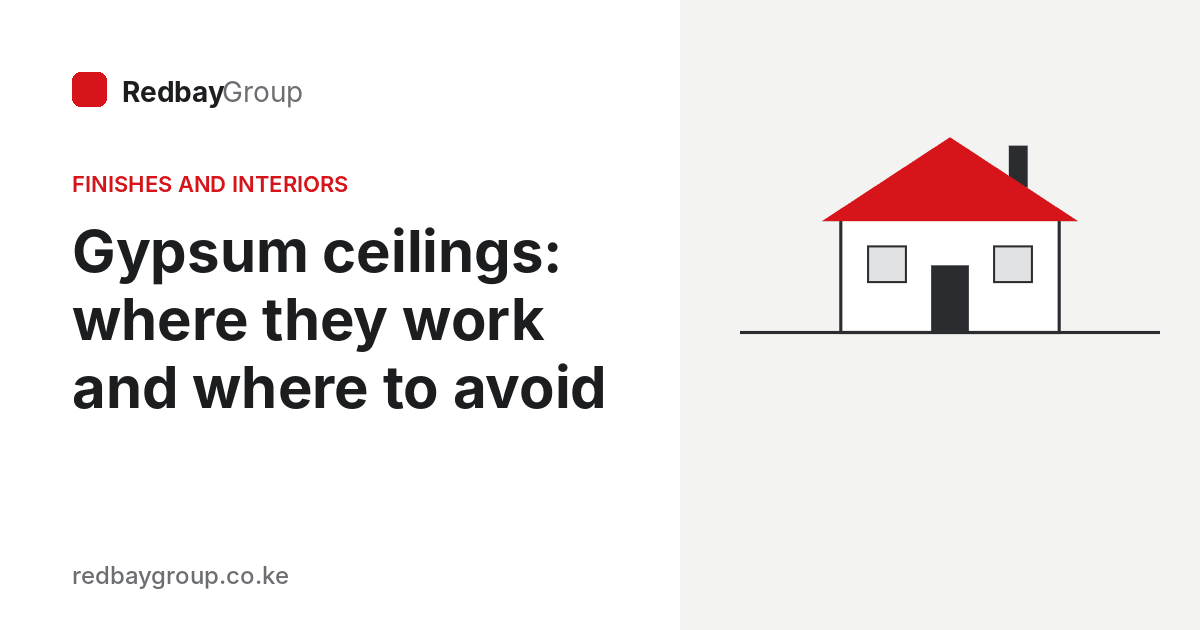 RedbayGroup
FINISHES AND INTERIORS
Gypsum ceilings:
where they work
and where to avoid
redbaygroup.co.ke